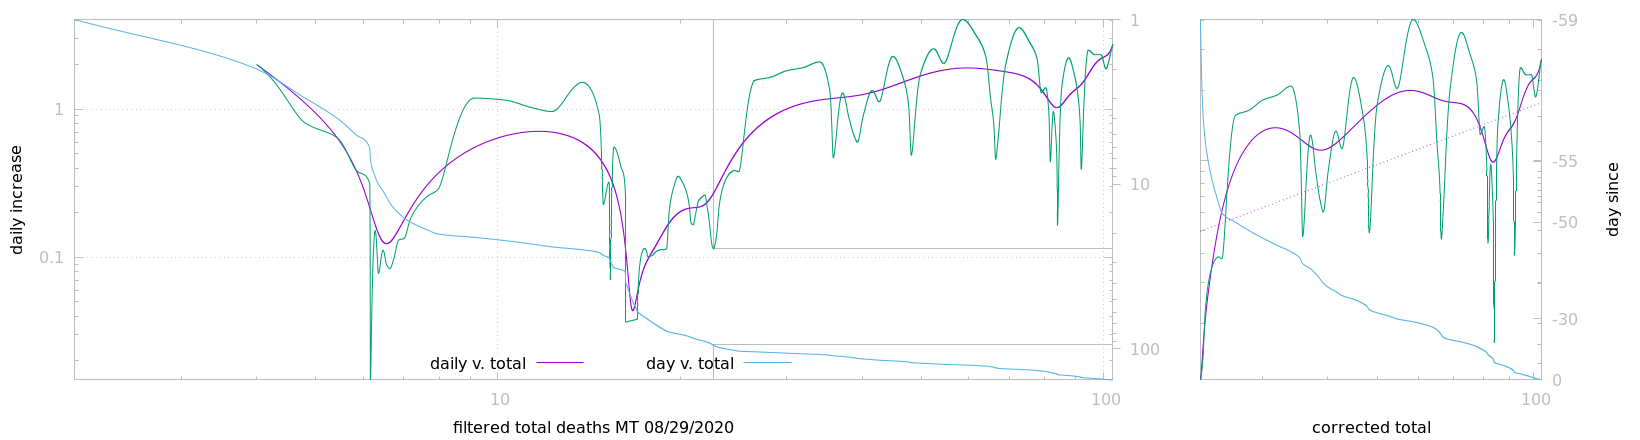 daily increase
1
0.1
10
100
filtered total deaths MT 08/29/2020
daily v. total
day v. total
1
10
100
-59
-55
-50
-30
0
day since
100
corrected total